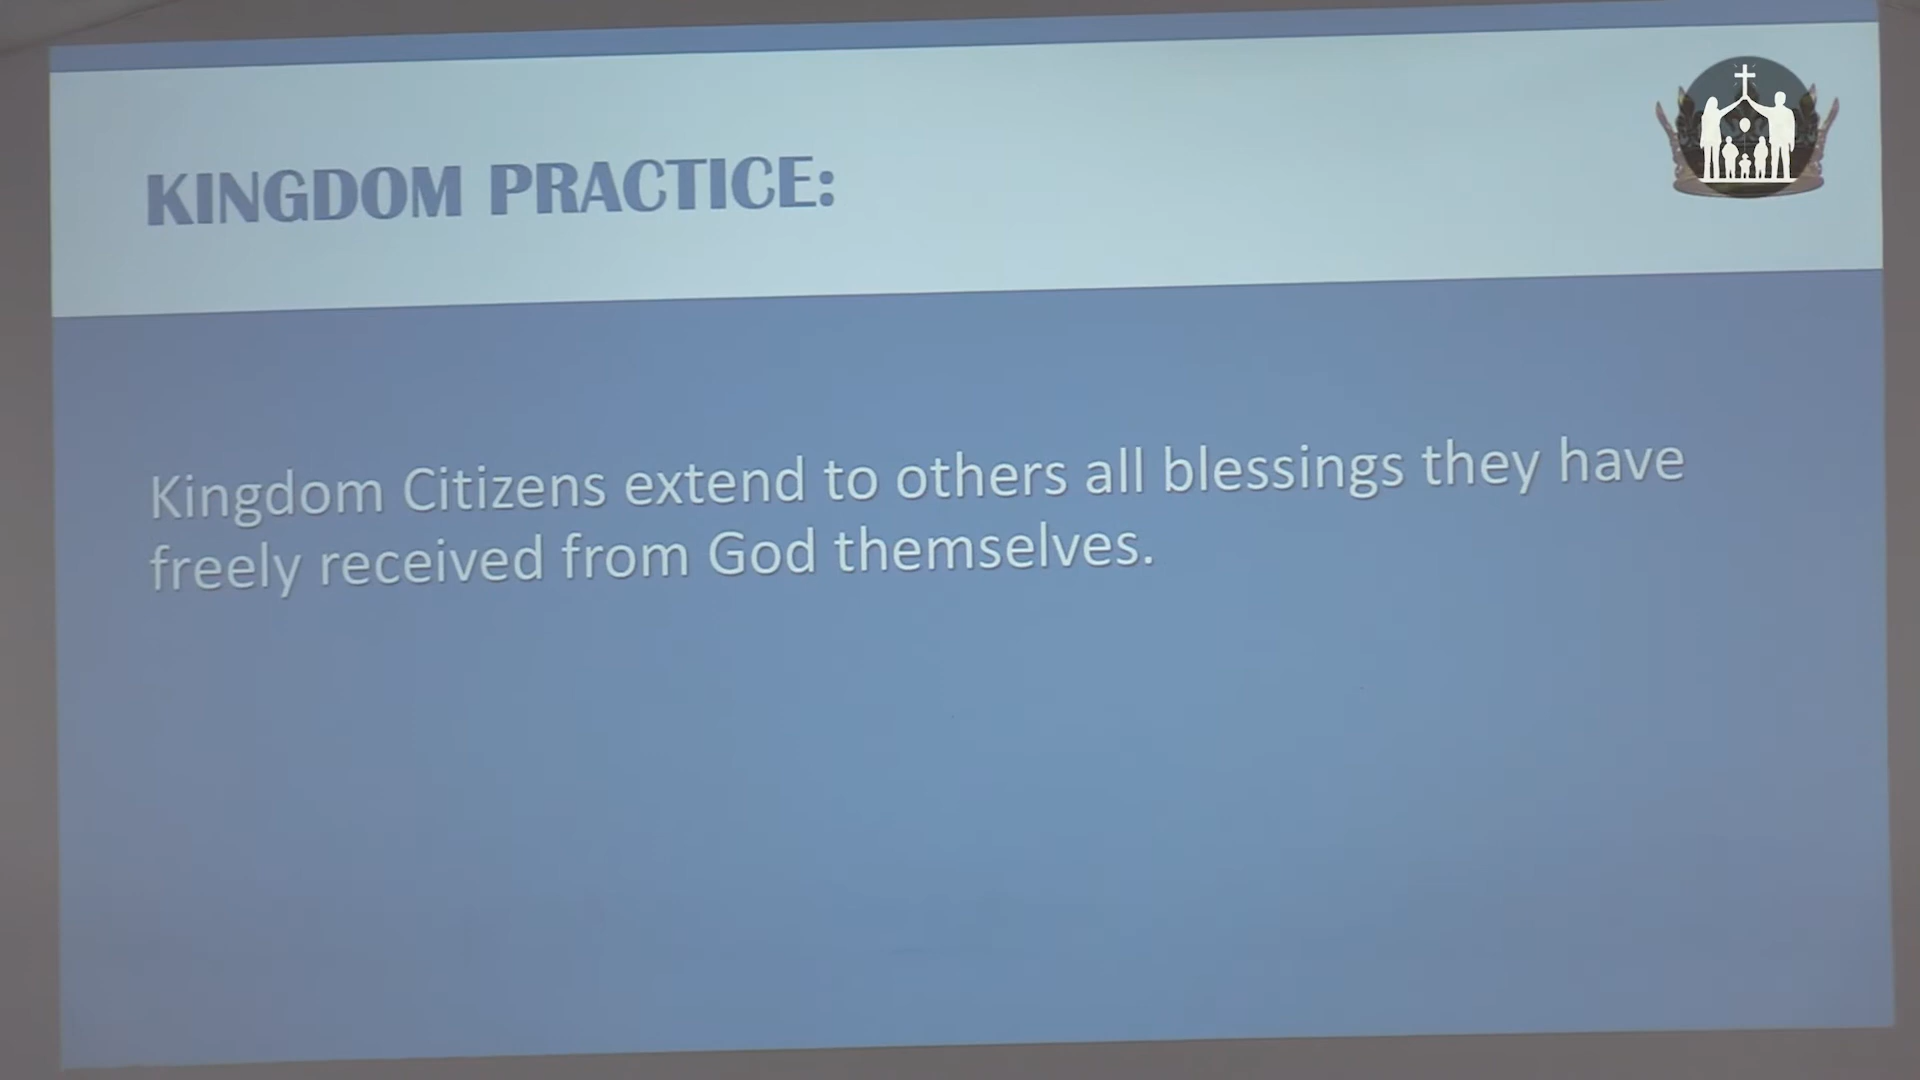 KINGDOM PRACTICE:
Kingdom Citizens extend to others all blessings they have
freely received from God themselves.